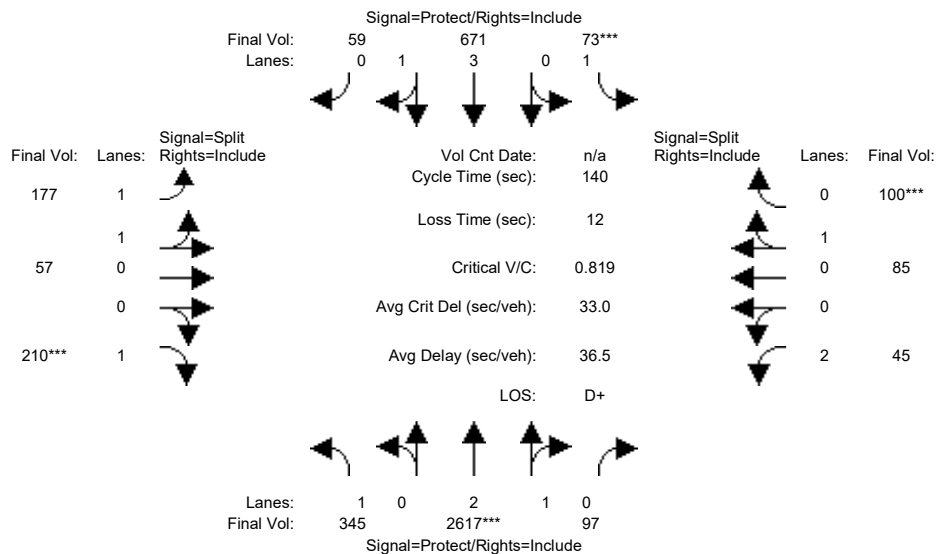 Signal=Protect/Rights=Include
Final Vol: 59 671 73***
Lanes: 0 1 3 0 1
Signal=Split
Final Vol: Lanes: Rights=Include
Vol Cnt Date: n/a
Signal=Split
Rights=Include Lanes: Final Vol:
Cycle Time (sec): 140
177 1
0 100***
Loss Time (sec): 12
1
1
57 0
Critical V/C: 0.819
0 85
0
Avg Crit Del (sec/veh): 33.0
0
210*** 1
Avg Delay (sec/veh): 36.5
2 45
LOS: D+
Lanes: 1 0 2 1 0
Final Vol: 345 2617*** 97
Signal=Protect/Rights=Include